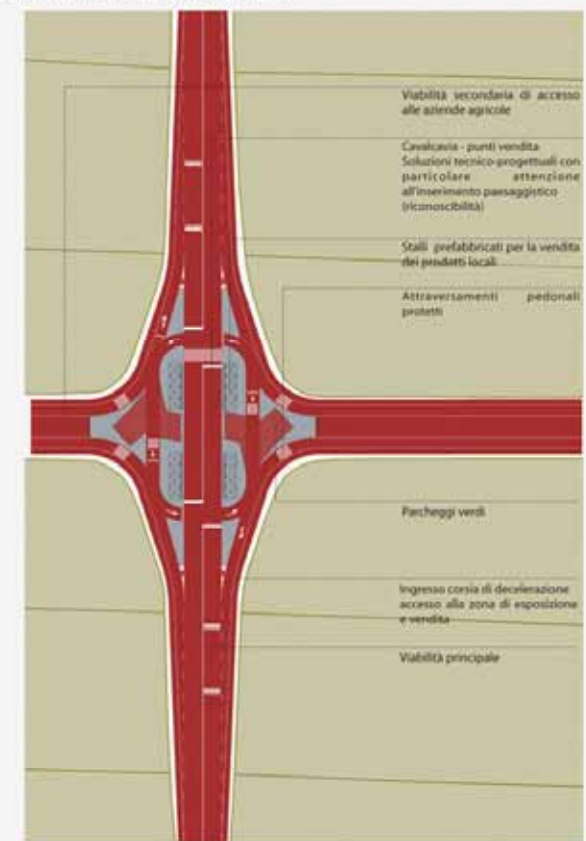 Viabilità secondaria di accesso
alle aziende agricole
Cavalcavia - punti vendita
Soluzioni tecnico-progettuali con
particolare attenzione
all'inserimento paesaggistico
(riconoscibilità)
Stalli prefabbricati per la vendita
dei prodotti locali
Attraversamenti pedonali
protetti
Parcheggi verdi
Ingresso corsia di decelerazione
accesso alla zona di esposizione
e vendita
Viabilità principale